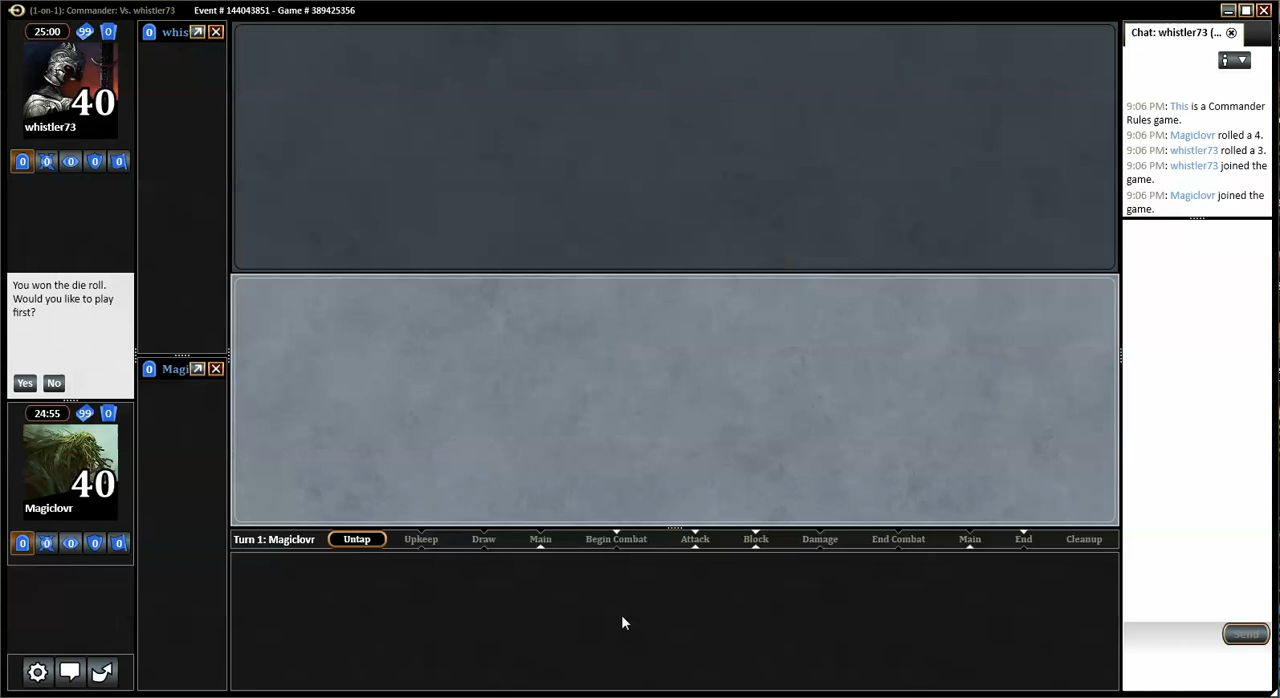 (1-on-1): Commander: Vs. whistler73 Event # 144043851 - Game # 389425356
25:00 99 0
40
whistler73
0 0 0 0 0
0 whis
Chat: whistler73 (...
9:06 PM: This is a Commander
Rules game.
9:06 PM: Magiclovr rolled a 4.
9:06 PM: whistler73 rolled a 3.
9:06 PM: whistler73 joined the
game.
9:06 PM: Magiclovr joined the
game.
You won the die roll.
Would you like to play
first?
Yes No
0 Magi
24:55 99 0
40
Magiclovr
0 0 0 0 0
Turn 1: Magiclovr Untap Upkeep Draw Main Begin Combat Attack Block Damage End Combat Main End Cleanup
Send